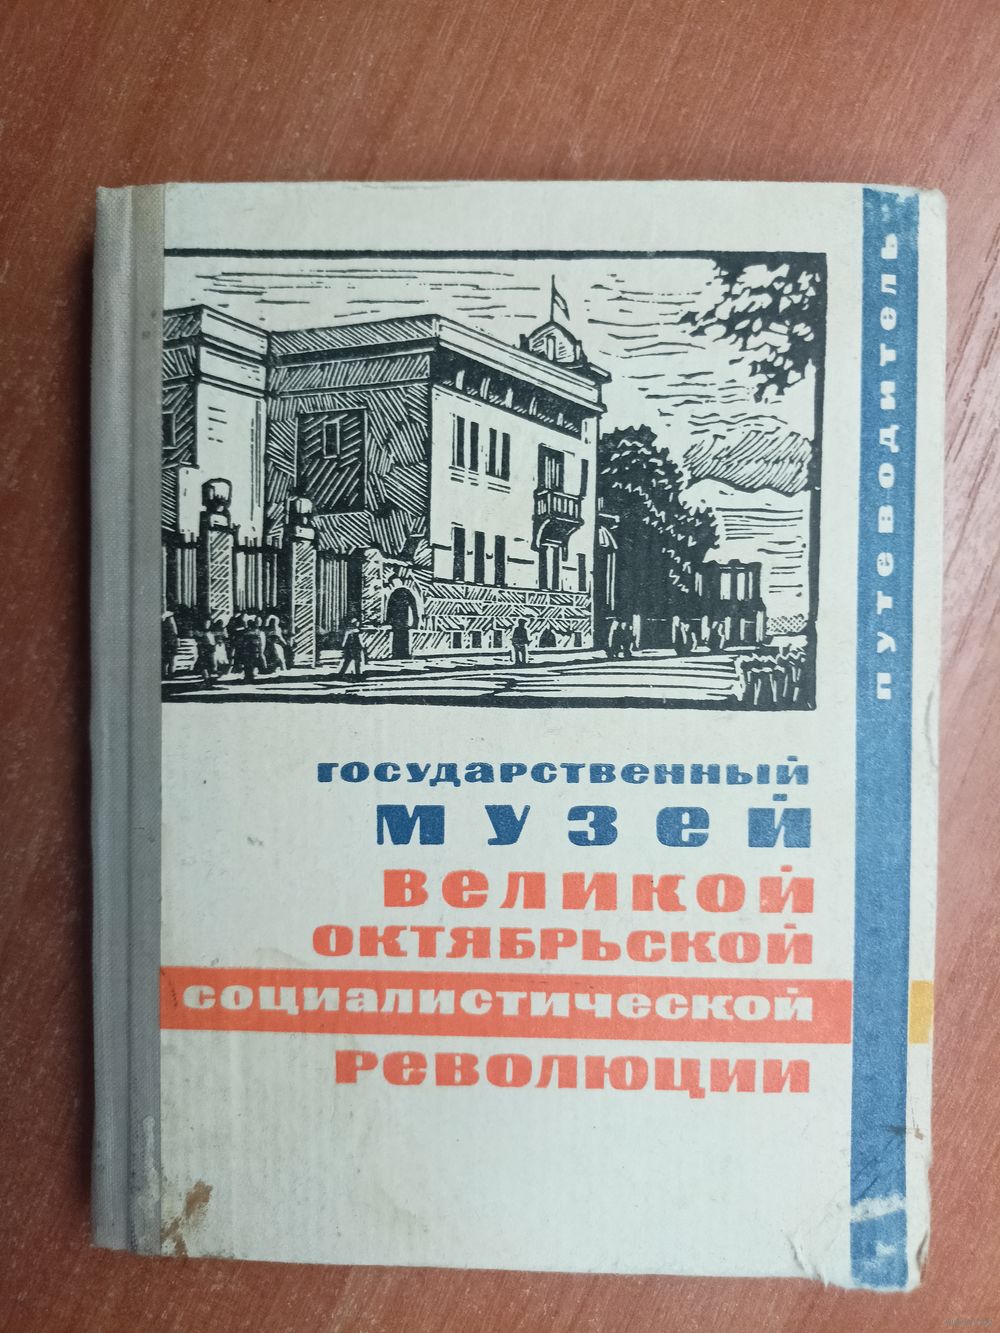 государственный
музей
великой
октябрьской
социалистической
революции
путеводитель